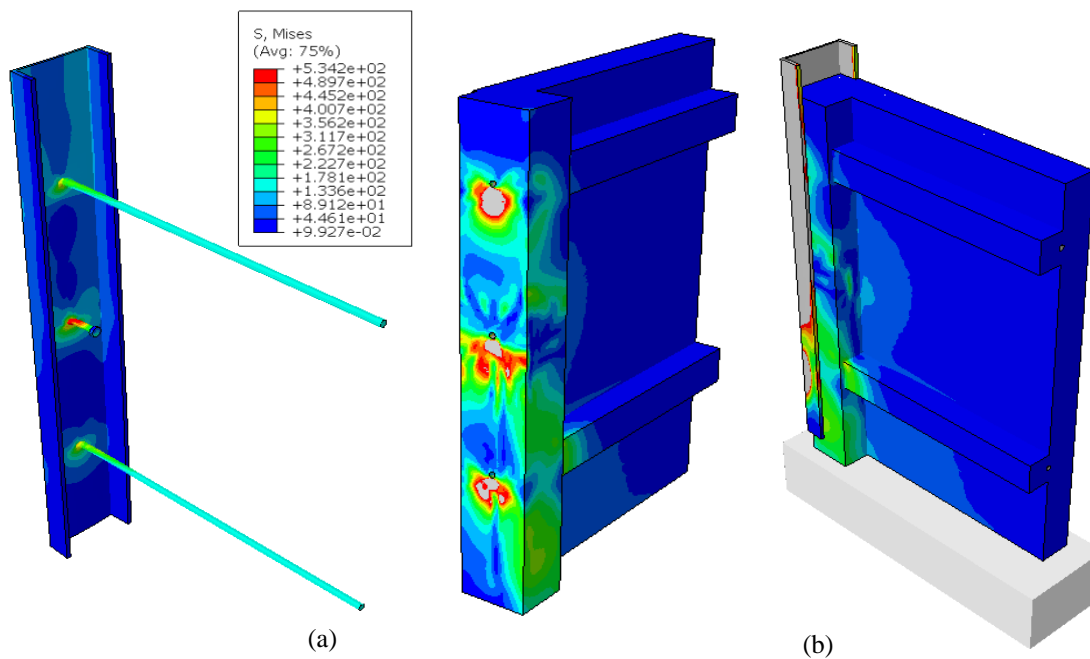 S, Mises
(Avg: 75%)
+5.342e+02
+4.897e+02
+4.452e+02
+4.007e+02
+3.562e+02
+3.117e+02
+2.672e+02
+2.227e+02
+1.781e+02
+1.336e+02
+8.912e+01
+4.461e+01
+9.927e-02
(a)
(b)